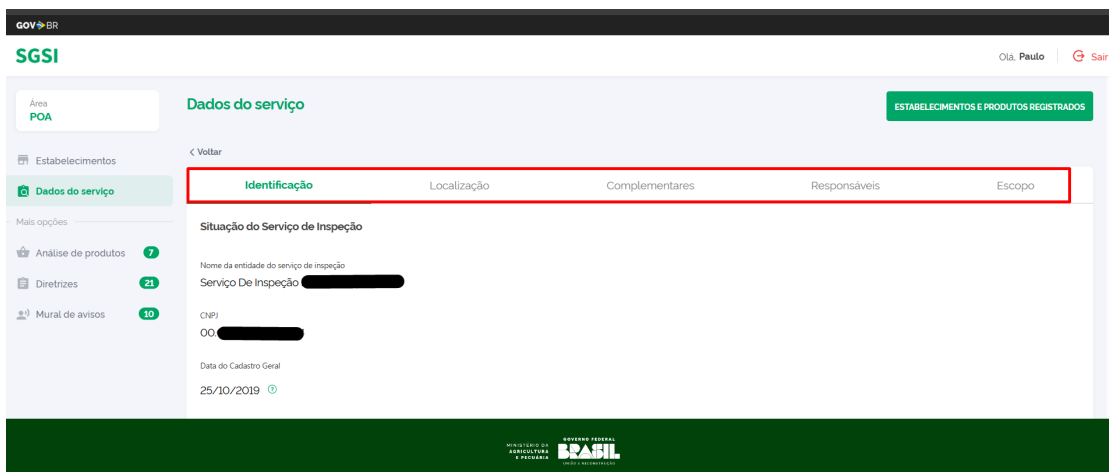 GOV BR
SGSI
Olá, Paulo
Sair
Área
POA
Dados do serviço
ESTABELECIMENTOS E PRODUTOS REGISTRADOS
Estabelecimentos
Dados do serviço
Mais opções
Análise de produtos 7
Diretrizes 21
Mural de avisos 10
< Voltar
Identificação Localização Complementares Responsáveis Escopo
Situação do Serviço de Inspeção
Nome da entidade do serviço de inspeção
Serviço De Inspeção
CNPJ
00.
Data do Cadastro Geral
25/10/2019 ?
MINISTÉRIO DA
AGRICULTURA
E PECUÁRIA
GOVERNO FEDERAL
BRASIL
UNIÃO E RECONSTRUÇÃO